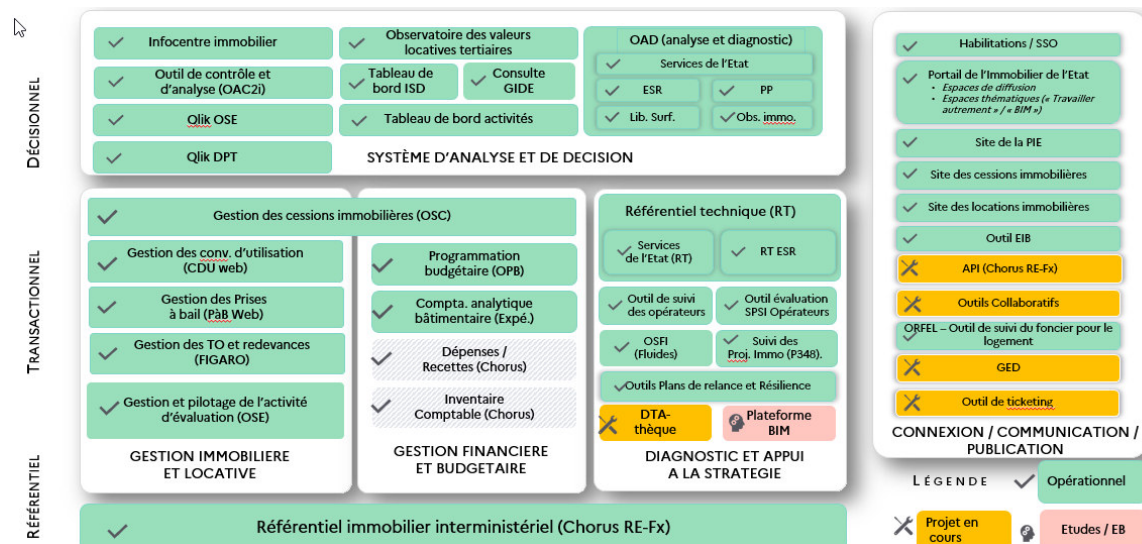 DÉCISIONNEL
Infocentre immobilier
Outil de contrôle et
d'analyse (OAC2i)
Qlik OSE
Qlik DPT
Observatoire des valeurs
locatives tertiaires
Tableau de
bord ISD
Consulte
GIDE
Tableau de bord activités
OAD (analyse et diagnostic)
Services de l'Etat
ESR
PP
Lib. Surf.
Obs. immo.
SYSTÈME D'ANALYSE ET DE DECISION
TRANSACTIONNEL
Gestion des cessions immobilières (OSC)
Gestion des conv. d'utilisation
(CDU web)
Gestion des Prises
à bail (PàB Web)
Gestion des TO et redevances
(FIGARO)
Gestion et pilotage de l'activité
d'évaluation (OSE)
GESTION IMMOBILIERE
ET LOCATIVE
Programmation
budgétaire (OPB)
Compta. analytique
bâtimentaire (Expé.)
Dépenses /
Recettes (Chorus)
Inventaire
Comptable (Chorus)
GESTION FINANCIERE
ET BUDGETAIRE
Référentiel technique (RT)
Services
de l'Etat (RT)
RT ESR
Outil de suivi
des opérateurs
Outil évaluation
SPSI Opérateurs
OSFI
(Fluides)
Suivi des
Proj. Immo (P348).
Outils Plans de relance et Résilience
DTA-
thèque
Plateforme
BIM
DIAGNOSTIC ET APPUI
A LA STRATEGIE
RÉFÉRENTIEL
Référentiel immobilier interministériel (Chorus RE-Fx)
Habilitations / SSO
Portail de l'Immobilier de l'Etat
• Espaces de diffusion
• Espaces thématiques (« Travailler
autrement » / « BIM »)
Site de la PIE
Site des cessions immobilières
Site des locations immobilières
Outil EIB
API (Chorus RE-Fx)
Outils Collaboratifs
ORFEL – Outil de suivi du foncier pour le
logement
GED
Outil de ticketing
CONNEXION / COMMUNICATION /
PUBLICATION
LÉGENDE
Opérationnel
Projet en
cours
Etudes / EB